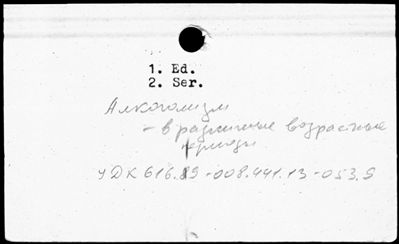 1. Ed.
2. Ser.
Алкоголизм
- в различные возрастные
периоды
УДК 616.89-008.441.13-053.5